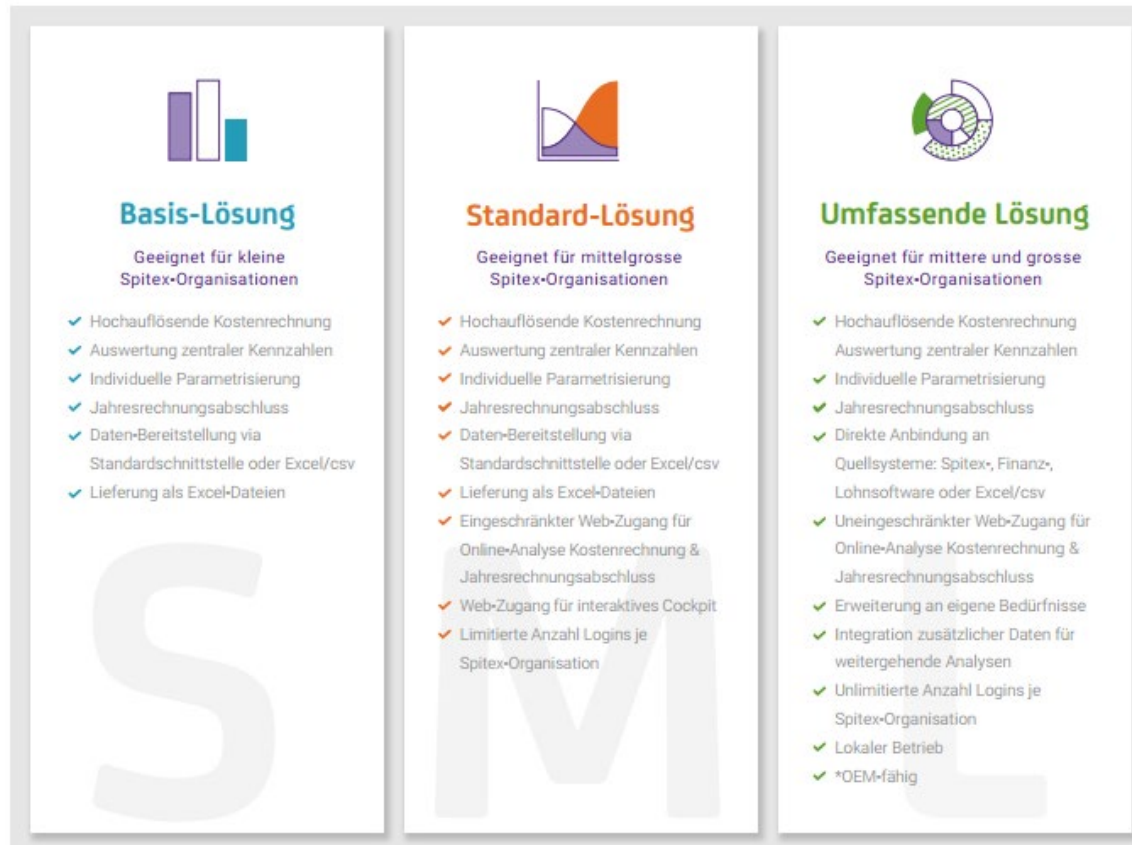 Basis-Lösung
Geeignet für kleine
Spitex-Organisationen
Hochauflösende Kostenrechnung
Auswertung zentraler Kennzahlen
Individuelle Parametrisierung
Jahresrechnungsabschluss
Daten-Bereitstellung via
Standardschnittstelle oder Excel/csv
Lieferung als Excel-Dateien
S
Standard-Lösung
Geeignet für mittelgrosse
Spitex-Organisationen
Hochauflösende Kostenrechnung
Auswertung zentraler Kennzahlen
Individuelle Parametrisierung
Jahresrechnungsabschluss
Daten-Bereitstellung via
Standardschnittstelle oder Excel/csv
Lieferung als Excel-Dateien
Eingeschränkter Web-Zugang für
Online-Analyse Kostenrechnung &
Jahresrechnungsabschluss
Web-Zugang für interaktives Cockpit
Limitierte Anzahl Logins je
Spitex-Organisation
M
Umfassende Lösung
Geeignet für mittlere und grosse
Spitex-Organisationen
Hochauflösende Kostenrechnung
Auswertung zentraler Kennzahlen
Individuelle Parametrisierung
Jahresrechnungsabschluss
Direkte Anbindung an
Quellsysteme: Spitex-, Finanz-,
Lohnsoftware oder Excel/csv
Uneingeschränkter Web-Zugang für
Online-Analyse Kostenrechnung &
Jahresrechnungsabschluss
Erweiterung an eigene Bedürfnisse
Integration zusätzlicher Daten für
weitergehende Analysen
Unlimitierte Anzahl Logins je
Spitex-Organisation
Lokaler Betrieb
*OEM-fähig
L